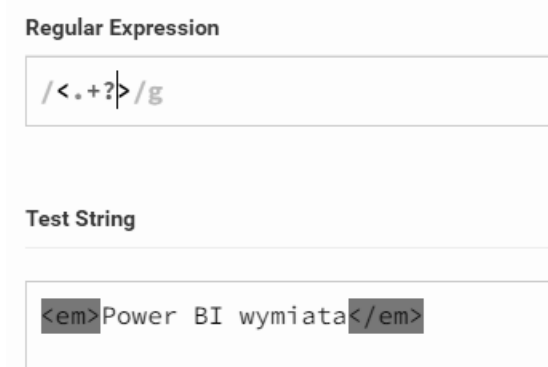 Regular Expression
/<.+?>/g
Test String
<em>Power BI wymiata</em>